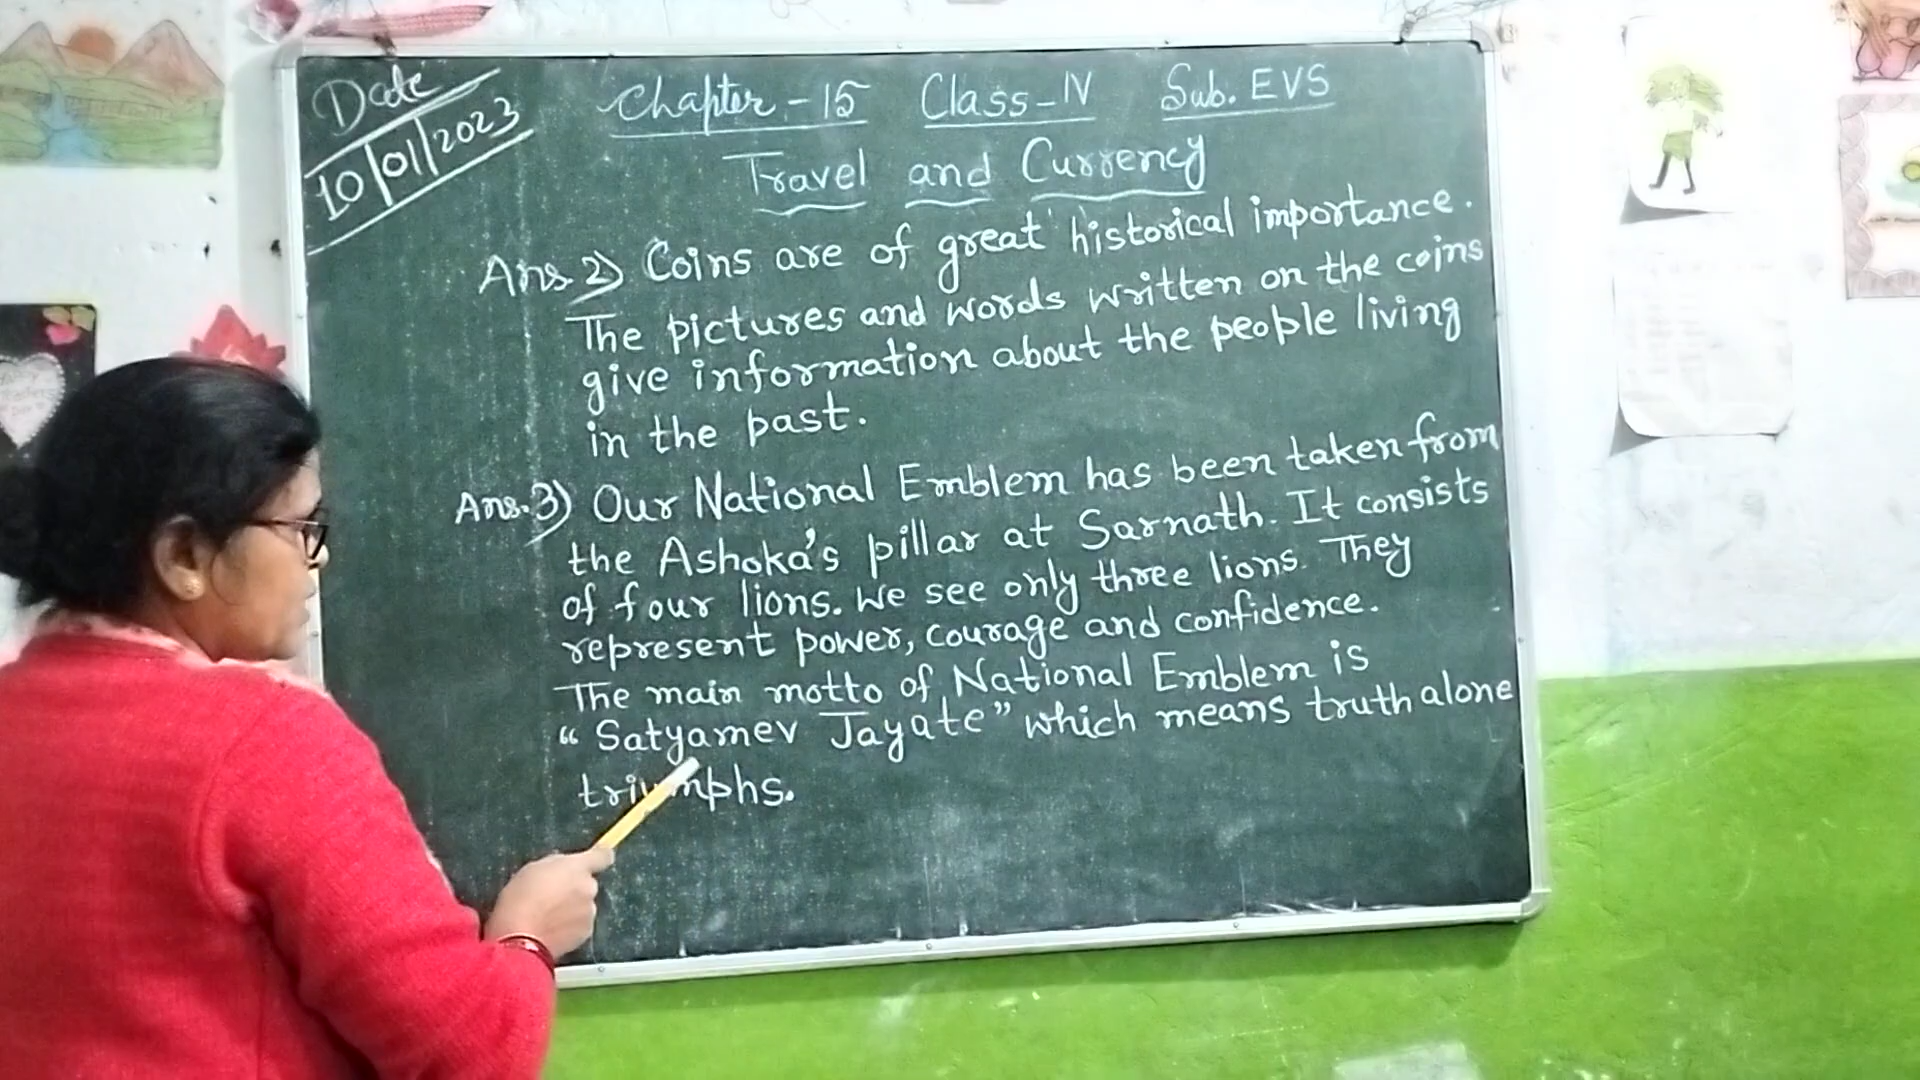 Date
10/01/2023
Chapter - 15 Class - IV Sub. EVS
Travel and Currency
Ans. 2) Coins are of great historical importance.
The pictures and words written on the coins
give information about the people living
in the past.
Ans. 3) Our National Emblem has been taken from
the Ashoka's pillar at Sarnath. It consists
of four lions. We see only three lions. They
represent power, courage and confidence.
The main motto of National Emblem is
“Satyamev Jayate” which means truth alone
triumphs.